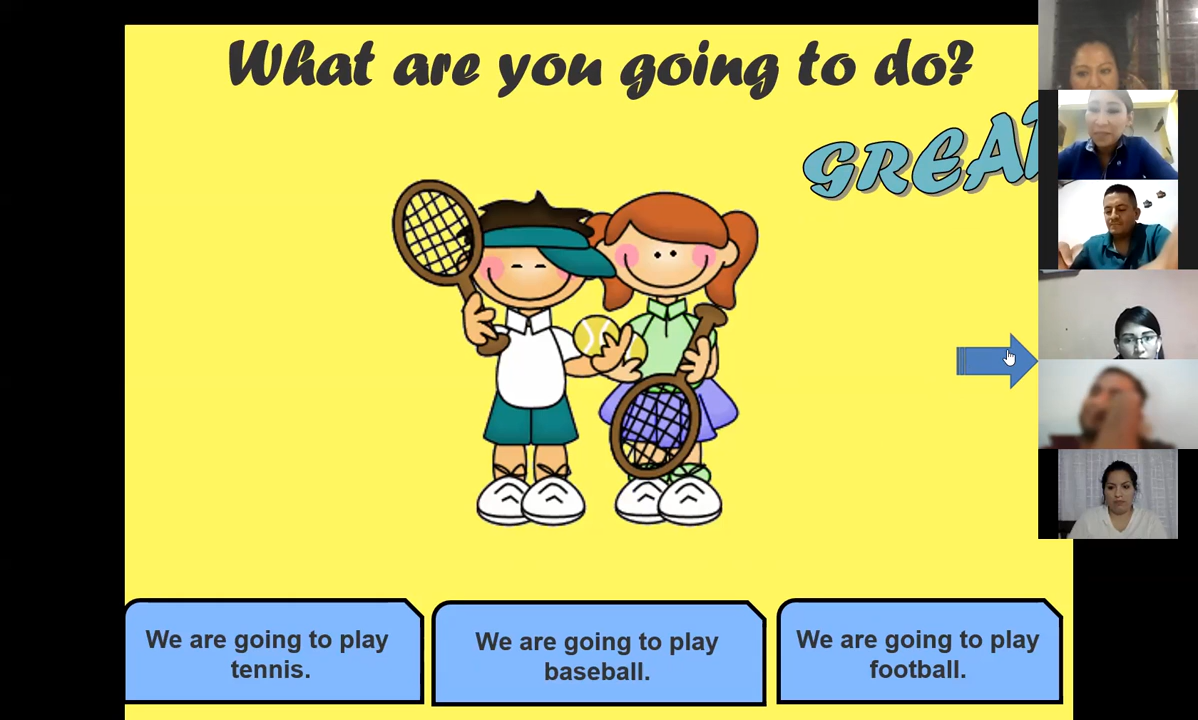 What are you going to do?
GREA
We are going to play
tennis.
We are going to play
baseball.
We are going to play
football.